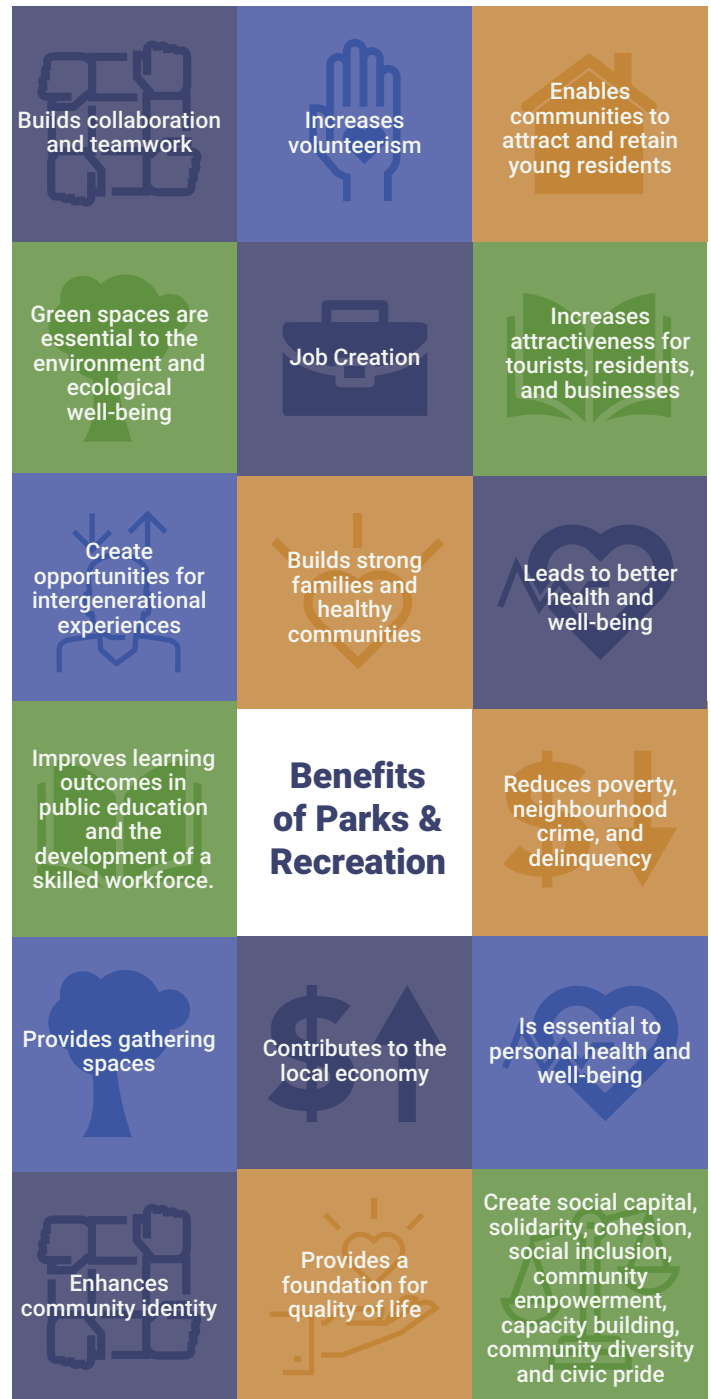 Builds collaboration
and teamwork
Increases
volunteerism
Enables
communities to
attract and retain
young residents
Green spaces are
essential to the
environment and
ecological
well-being
Job Creation
Increases
attractiveness for
tourists, residents,
and businesses
Create
opportunities for
intergenerational
experiences
Builds strong
families and
healthy
communities
Leads to better
health and
well-being
Improves learning
outcomes in
public education
and the
development of a
skilled workforce.
Benefits
of Parks &
Recreation
Reduces poverty,
neighbourhood
crime, and
delinquency
Provides gathering
spaces
Contributes to the
local economy
Is essential to
personal health and
well-being
Enhances
community identity
Provides a
foundation for
quality of life
Create social capital,
solidarity, cohesion,
social inclusion,
community
empowerment,
capacity building,
community diversity
and civic pride